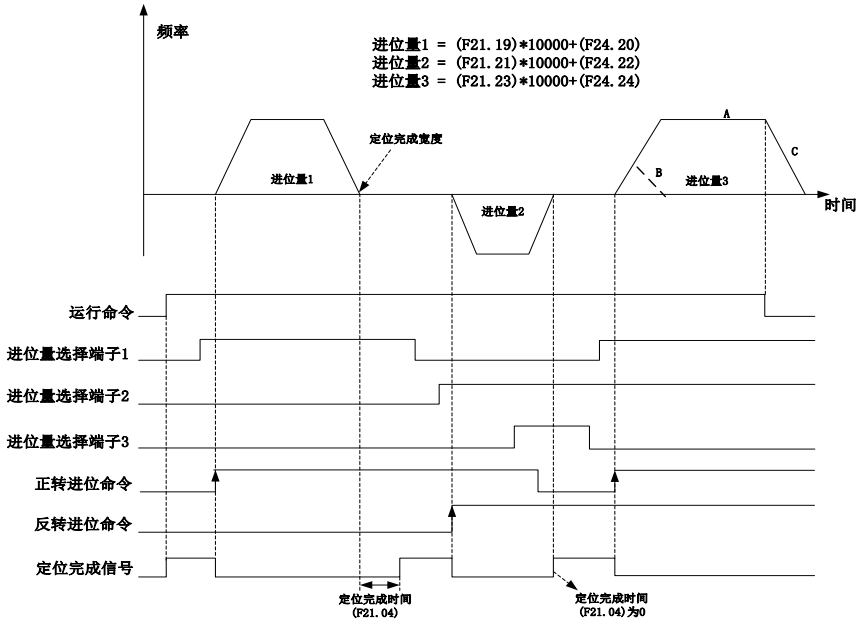 频率
进位量1 = (F21.19)*10000+(F24.20)
进位量2 = (F21.21)*10000+(F24.22)
进位量3 = (F21.23)*10000+(F24.24)
定位完成宽度
A
C
B
进位量1
进位量2
进位量3
时间
运行命令
进位量选择端子1
进位量选择端子2
进位量选择端子3
正转进位命令
反转进位命令
定位完成信号
定位完成时间
(F21.04)
定位完成时间
(F21.04)为0